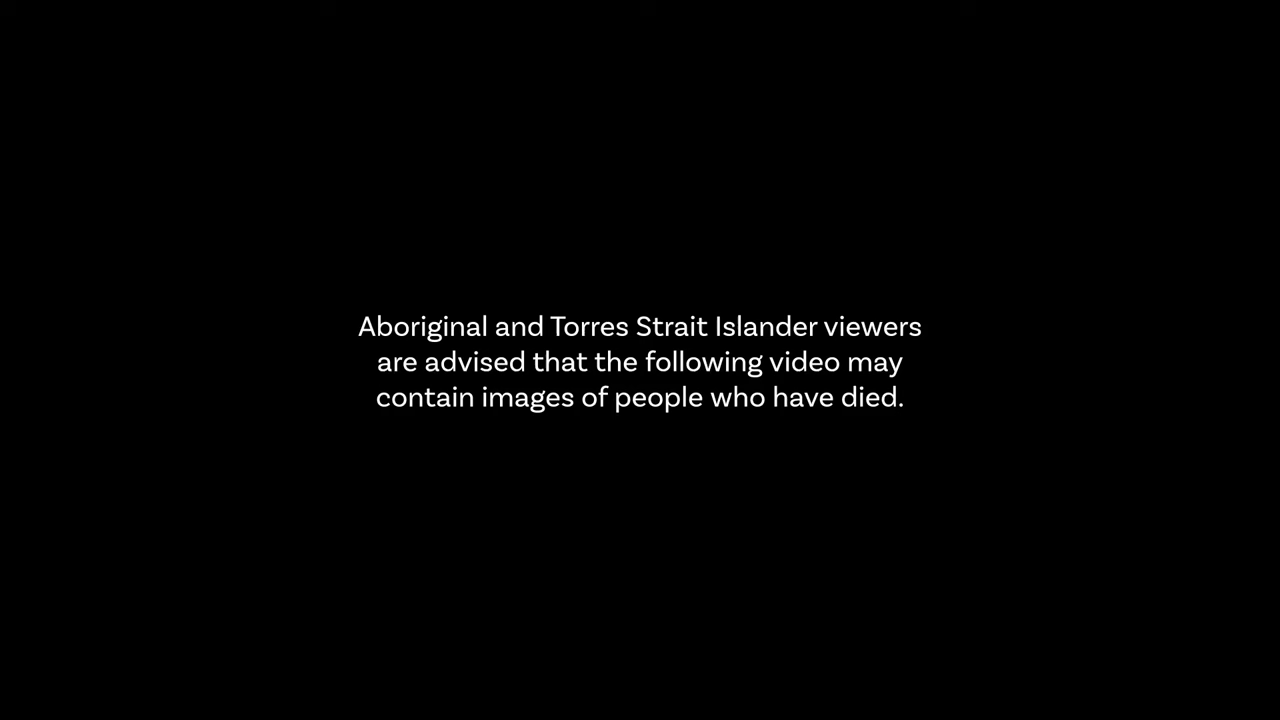 Aboriginal and Torres Strait Islander viewers
are advised that the following video may
contain images of people who have died.